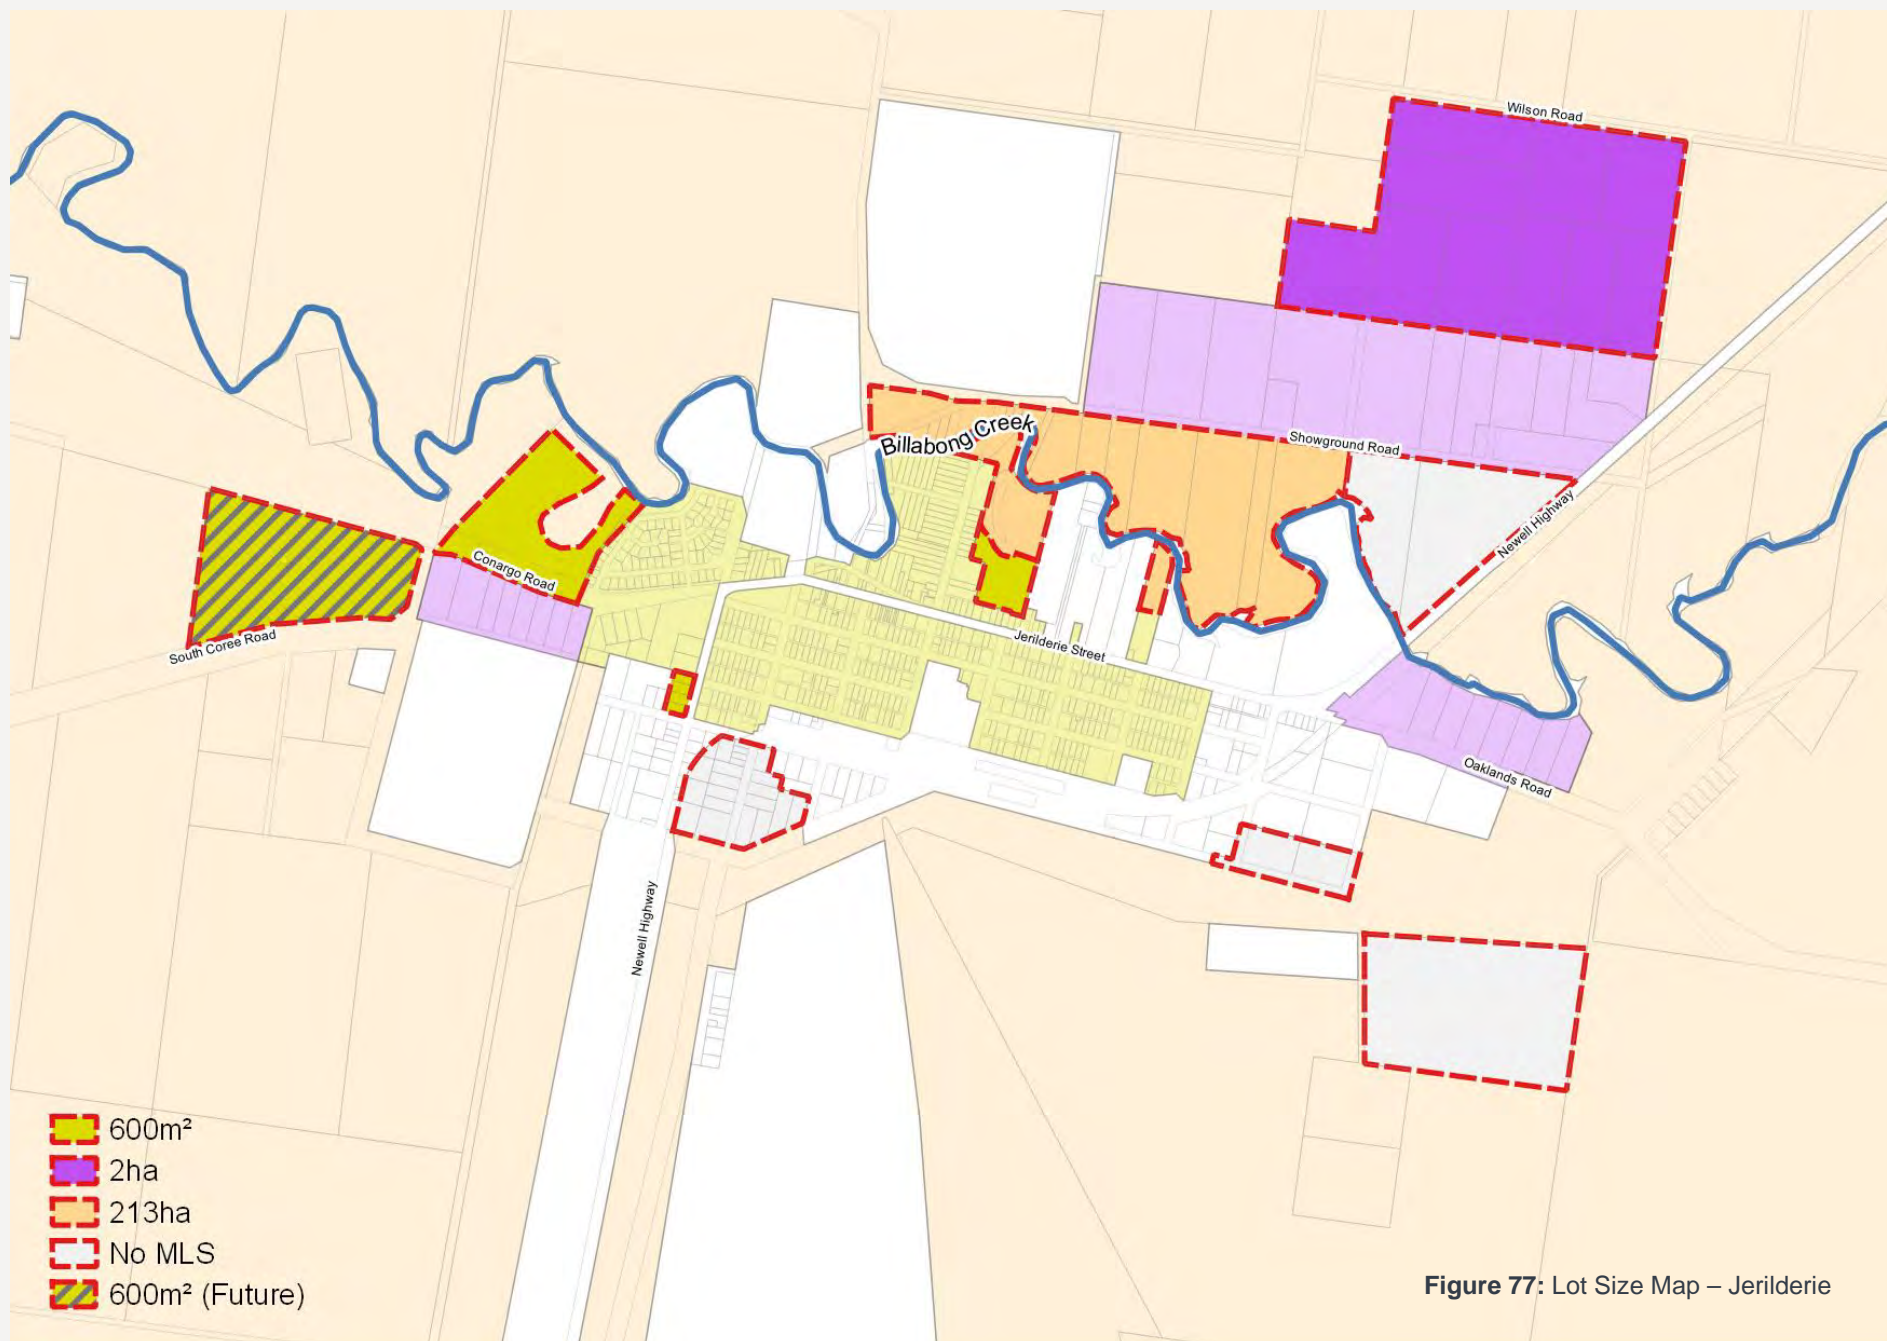 Wilson Road
Billabong Creek
Showground Road
Newell Highway
Conargo Road
South Coree Road
Jerilderie Street
Oaklands Road
Newell Highway
600m²
2ha
213ha
No MLS
600m² (Future)
Figure 77: Lot Size Map – Jerilderie